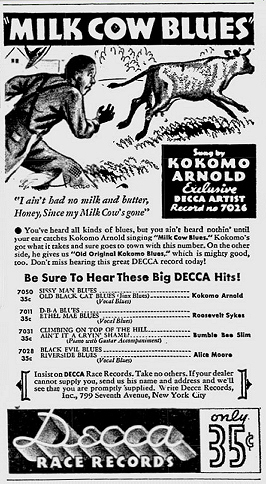 "MILK COW BLUES"
Sung by
KOKOMO
ARNOLD
Exclusive
DECCA ARTIST
Record no 7026
"I ain't had no milk and butter,
Honey, Since my Milk Cow's gone"
● You've heard all kinds of blues, but you ain't heard nothin' until
your ear catches Kokomo Arnold singing "Milk Cow Blues." Kokomo's
got what it takes and sure goes to town with this number. On the other
side, he gives us "Old Original Kokomo Blues," which is mighty good,
too. Don't miss hearing this great DECCA record today!
Be Sure To Hear These Big DECCA Hits!
7050 SISSY MAN BLUES
35c OLD BLACK CAT BLUES (Jinx Blues) Kokomo Arnold
(Vocal Blues)
7011 D-B-A BLUES
35c ETHEL MAE BLUES Roosevelt Sykes
(Vocal Blues)
7031 CLIMBING ON TOP OF THE HILL
35c AIN'T IT A CRYIN' SHAME? Bumble Bee Slim
(Piano with Guitar Accompaniment)
7028 BLACK EVIL BLUES
35c RIVERSIDE BLUES Alice Moore
(Vocal Blues)
Insist on DECCA Race Records. Take no others. If your dealer
cannot supply you, send us his name and address and we'll
see that you are promptly supplied. Write Decca Records,
Inc., 799 Seventh Avenue, New York City
Decca
RACE RECORDS
only
35¢